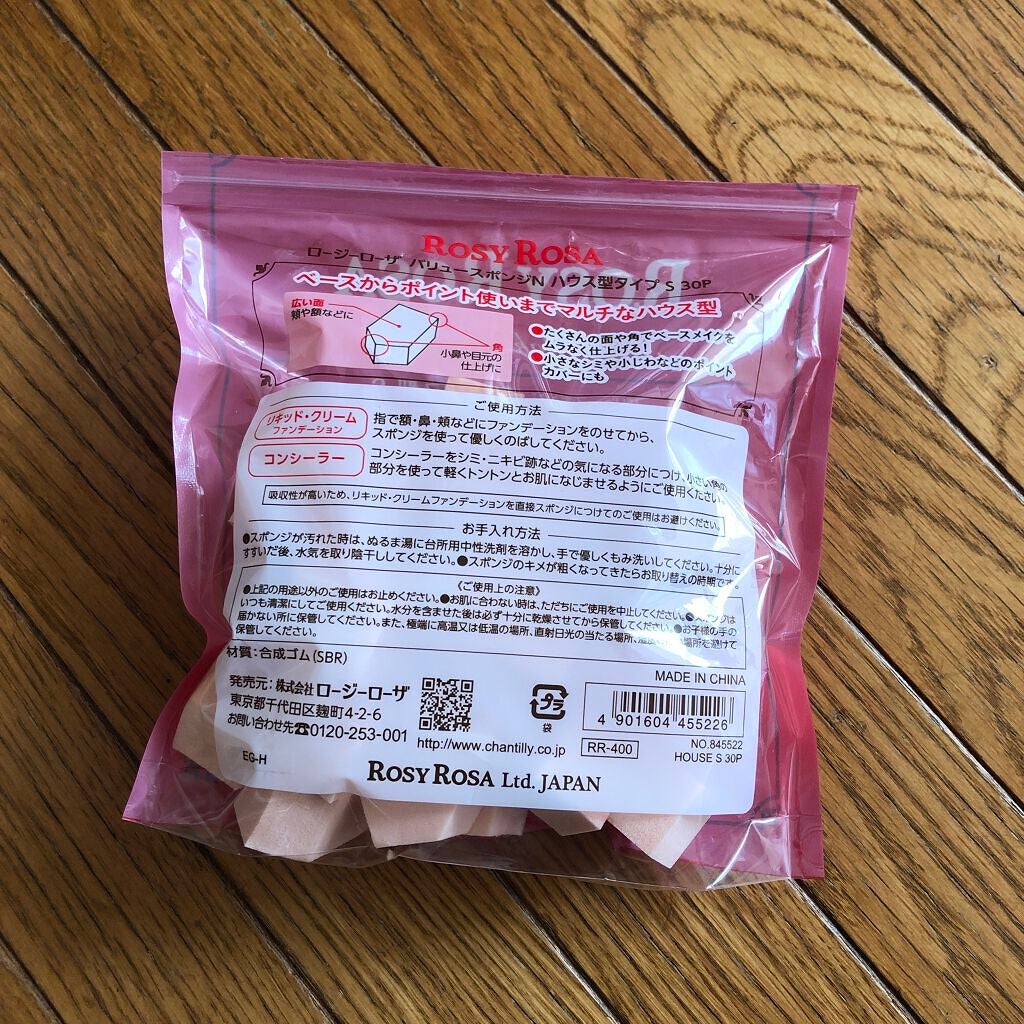 ROSY ROSA
ロージーローザ バリュースポンジN ハウス型タイプ S 30P
ベースからポイント使いまでマルチなハウス型
広い面
頬や額などに
角
小鼻や目元の
仕上げに
●たくさんの面や角でベースメイクを
ムラなく仕上げる!
●小さなシミや小じわなどのポイント
カバーにも
ご使用方法
リキッド・クリーム
ファンデーション
指で額・鼻・頬などにファンデーションをのせてから、
スポンジを使って優しくのばしてください。
コンシーラー
コンシーラーをシミ・ニキビ跡などの気になる部分につけ、小さい角の
部分を使って軽くトントンとお肌になじませるようにご使用ください。
吸収性が高いため、リキッド・クリームファンデーションを直接スポンジにつけてのご使用はお避けください。
お手入れ方法
●スポンジが汚れた時は、ぬるま湯に台所用中性洗剤を溶かし、手で優しくもみ洗いしてください。十分に
すすいだ後、水気を取り陰干ししてください。●スポンジのキメが粗くなってきたらお取り替えの時期です。
《ご使用上の注意》
●上記の用途以外のご使用はお止めください。●お肌に合わない時は、ただちにご使用を中止してください。●スポンジは
いつも清潔にしてご使用ください。水分を含ませた後は必ず十分に乾燥させてから保管してください。●お子様の手の
届かない所に保管してください。また、極端に高温又は低温の場所、直射日光の当たる場所、場所を避けて
保管してください。
材質:合成ゴム(SBR)
MADE IN CHINA
発売元:株式会社 ロージーローザ
東京都千代田区麹町4-2-6
お問い合わせ先☎0120-253-001
http://www.chantilly.co.jp
プラ
袋
4 901604 455226
RR-400
NO.845522
HOUSE S 30P
EG-H
ROSY ROSA Ltd. JAPAN